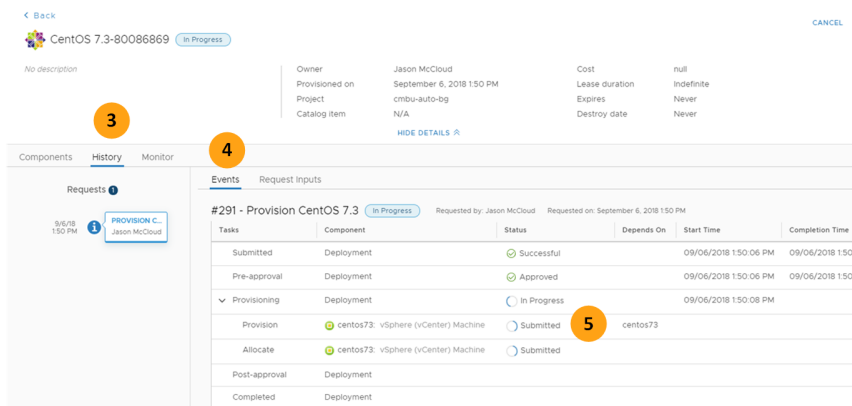 < Back
CANCEL
CentOS 7.3-80086869 In Progress
No description
Owner Jason McCloud Cost null
Provisioned on September 6, 2018 1:50 PM Lease duration Indefinite
Project cmbu-auto-bg Expires Never
Catalog item N/A Destroy date Never
HIDE DETAILS
3
4
Components History Monitor
Requests 1
9/6/18
1:50 PM
PROVISION C...
Jason McCloud
Events Request Inputs
#291 - Provision CentOS 7.3 In Progress Requested by: Jason McCloud Requested on: September 6, 2018 1:50 PM
Tasks Component Status Depends On Start Time Completion Time
Submitted Deployment Successful 09/06/2018 1:50:06 PM 09/06/2018 1:50
Pre-approval Deployment Approved 09/06/2018 1:50:06 PM 09/06/2018 1:50
Provisioning Deployment In Progress 09/06/2018 1:50:08 PM
Provision centos73: vSphere (vCenter) Machine Submitted 5 centos73
Allocate centos73: vSphere (vCenter) Machine Submitted
Post-approval Deployment
Completed Deployment